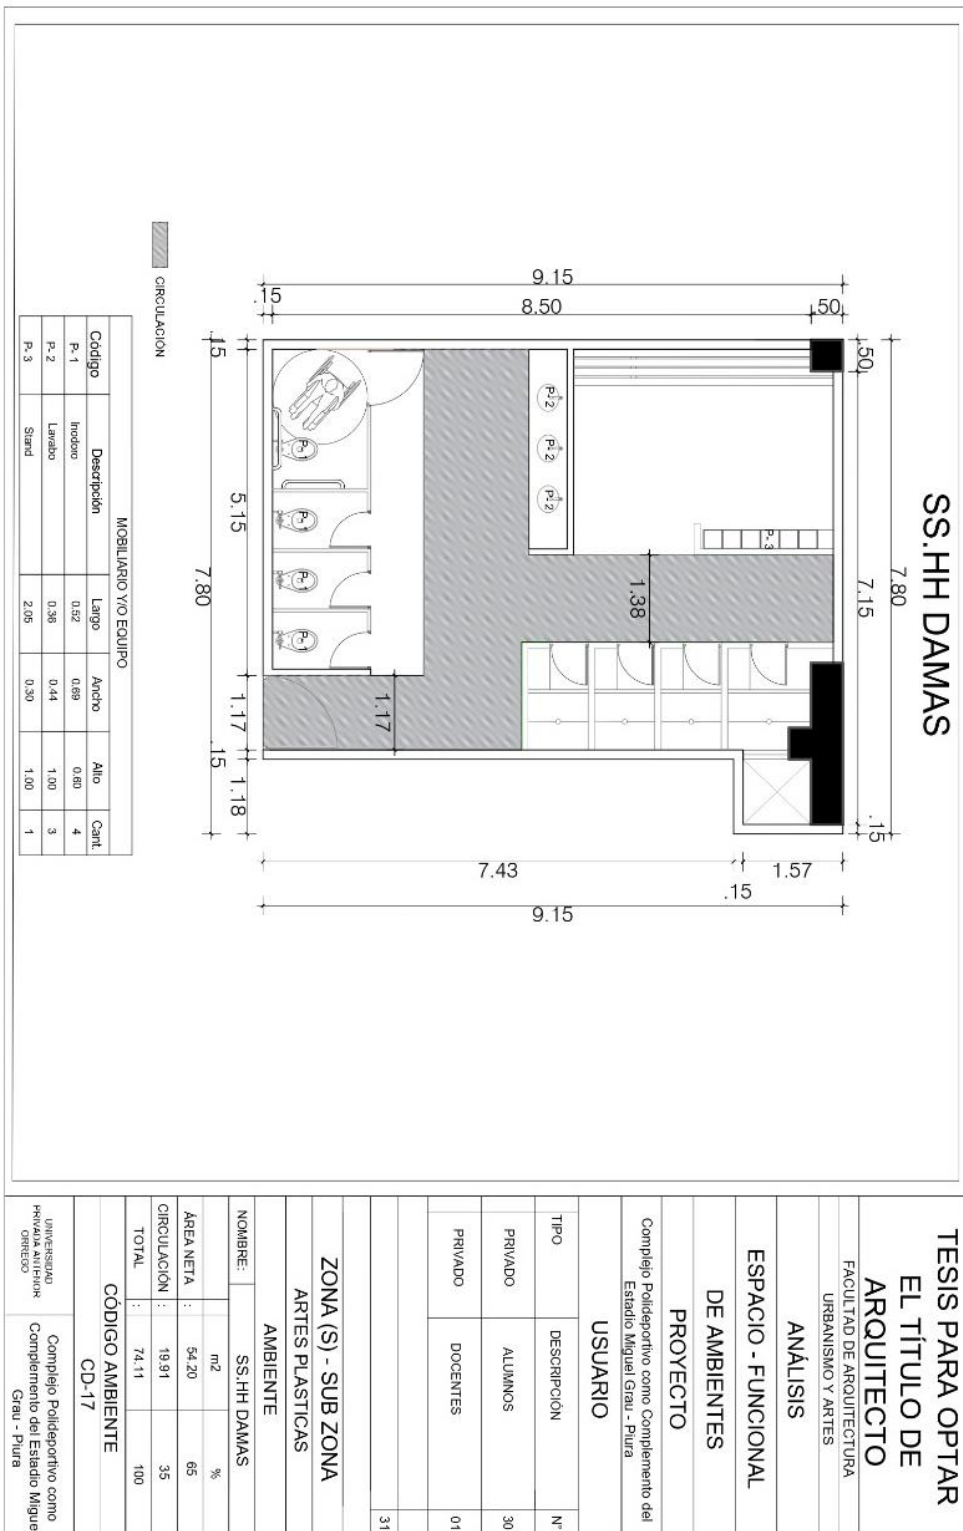 SS.HH DAMAS
7.80
7.15
.15
.50
9.15
8.50
.50
.15
.15
P-2
P-2
P-2
P-3
P-1
P-1
P-1
P-1
1.38
1.17
5.15
1.17
.15
1.18
7.80
7.43
1.57
.15
9.15
CIRCULACIÓN
MOBILIARIO Y/O EQUIPO
Código Descripción Largo Ancho Alto Cant.
P- 1 Inodoro 0.52 0.69 0.60 4
P- 2 Lavabo 0.36 0.44 1.00 3
P- 3 Stand 2.05 0.30 1.00 1
TESIS PARA OPTAR
EL TÍTULO DE
ARQUITECTO
FACULTAD DE ARQUITECTURA
URBANISMO Y ARTES
ANÁLISIS
ESPACIO - FUNCIONAL
DE AMBIENTES
PROYECTO
Complejo Polideportivo como Complemento del
Estadio Miguel Grau - Piura
USUARIO
TIPO DESCRIPCIÓN N°
PRIVADO ALUMNOS 30
PRIVADO DOCENTES 01
31
ZONA (S) - SUB ZONA
ARTES PLASTICAS
AMBIENTE
NOMBRE: SS.HH DAMAS
m2 %
ÁREA NETA : 54.20 65
CIRCULACIÓN : 19.91 35
TOTAL : 74.11 100
CÓDIGO AMBIENTE
CD-17
UNIVERSIDAD
PRIVADA ANTENOR
ORREGO
Complejo Polideportivo como
Complemento del Estadio Migue
Grau - Piura